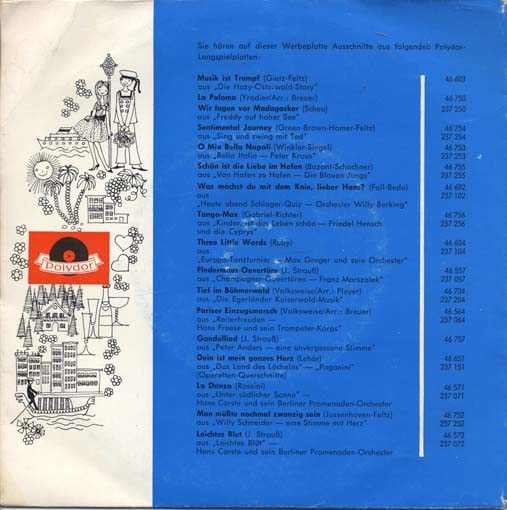 Sie hören auf dieser Werbeplatte Ausschnitte aus folgenden Polydor-
Langspielplatten:
Musik ist Trumpf (Gietz-Feltz) 46 603
aus „Die Hazy-Osterwald-Story"
La Paloma (Yradier/Arr.: Breuer) 46 750
Wir lagen vor Madagaskar (Scheu) 237 250
aus „Freddy auf hoher See"
Sentimental Journey (Green-Brown-Homer-Feltz) 46 754
aus „Sing und swing mit Ted" 237 254
O Mia Bella Napoli (Winkler-Siegel) 46 753
aus „Bella Italia — Peter Kraus" 237 253
Schön ist die Liebe im Hafen (Bazant-Schachner) 46 755
aus „Von Hafen zu Hafen — Die Blauen Jungs" 237 255
Was machst du mit dem Knie, lieber Hans? (Fall-Beda) 46 602
aus 237 102
„Heute abend Schlager-Quiz — Orchester Willy Berking"
Tango-Max (Gabriel-Richter) 46 756
aus „Kinder, ist das Leben schön — Friedel Hensch 237 256
und die Cyprys"
Three Little Words (Ruby) 46 604
aus 237 104
„Europa-Tanzturnier — Max Greger und sein Orchester"
Fledermaus Ouvertüre (J. Strauß) 46 557
aus „Champagner-Ouvertüren — Franz Marszalek" 237 057
Tief im Böhmerwald (Volksweise/Arr.: Pleyer) 46 704
aus „Die Egerländer Kaiserwald-Musik" 237 204
Pariser Einzugsmarsch (Volksweise/Arr.: Breuer) 46 564
aus „Reiterfreuden — 237 064
Hans Freese und sein Trompeter-Korps"
Gondellied (J. Strauß) 46 757
aus „Peter Anders — eine unvergessene Stimme"
Dein ist mein ganzes Herz (Lehár) 46 651
aus „Das Land des Lächelns" — „Paganini" 237 151
(Operetten-Querschnitte)
La Danza (Rossini) 46 571
aus „Unter südlicher Sonne" — 237 071
Hans Carste und sein Berliner Promenaden-Orchester
Man müßte nochmal zwanzig sein (Jussenhoven-Feltz) 46 752
aus „Willy Schneider — eine Stimme mit Herz" 237 252
Leichtes Blut (J. Strauß) 46 572
aus „Leichtes Blut" — 237 072
Hans Carste und sein Berliner Promenaden-Orchester
polydor